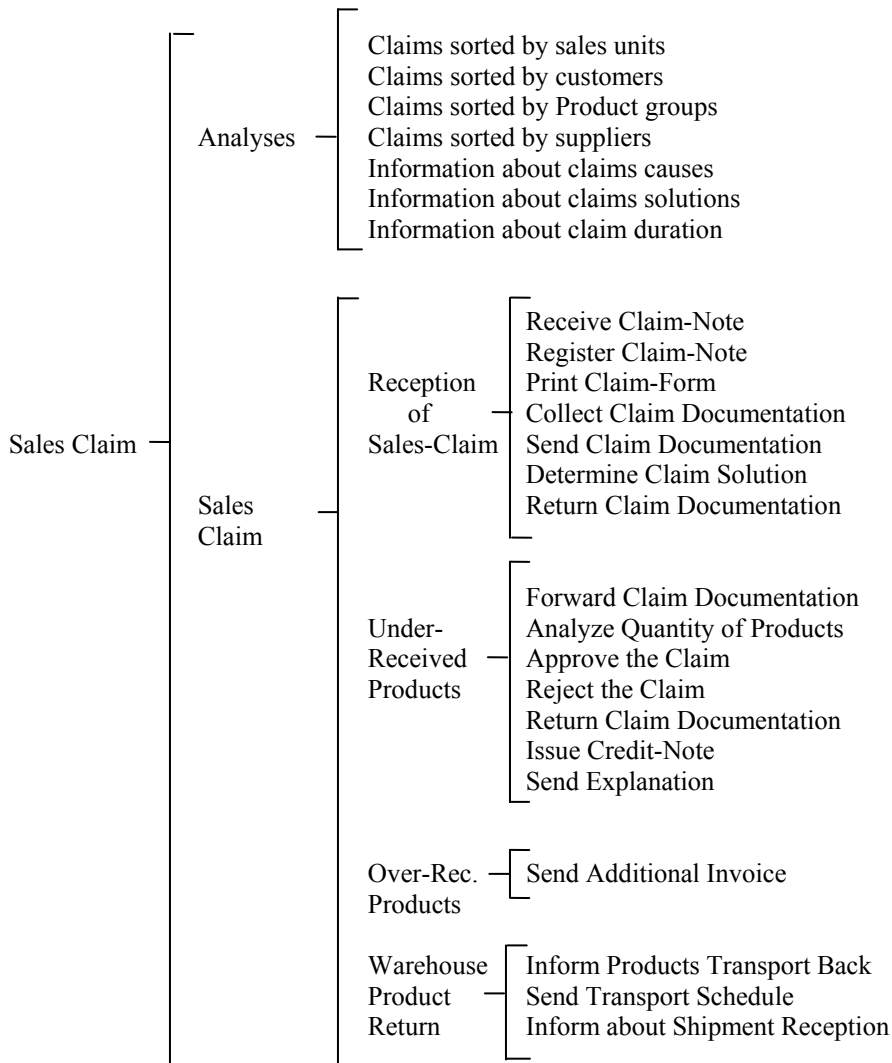 Claims sorted by sales units
Claims sorted by customers
Claims sorted by Product groups
Analyses
Claims sorted by suppliers
Information about claims causes
Information about claims solutions
Information about claim duration
Sales Claim
Sales
Claim
Reception
of
Sales-Claim
Receive Claim-Note
Register Claim-Note
Print Claim-Form
Collect Claim Documentation
Send Claim Documentation
Determine Claim Solution
Return Claim Documentation
Under-
Received
Products
Forward Claim Documentation
Analyze Quantity of Products
Approve the Claim
Reject the Claim
Return Claim Documentation
Issue Credit-Note
Send Explanation
Over-Rec.
Products
Send Additional Invoice
Warehouse
Product
Return
Inform Products Transport Back
Send Transport Schedule
Inform about Shipment Reception